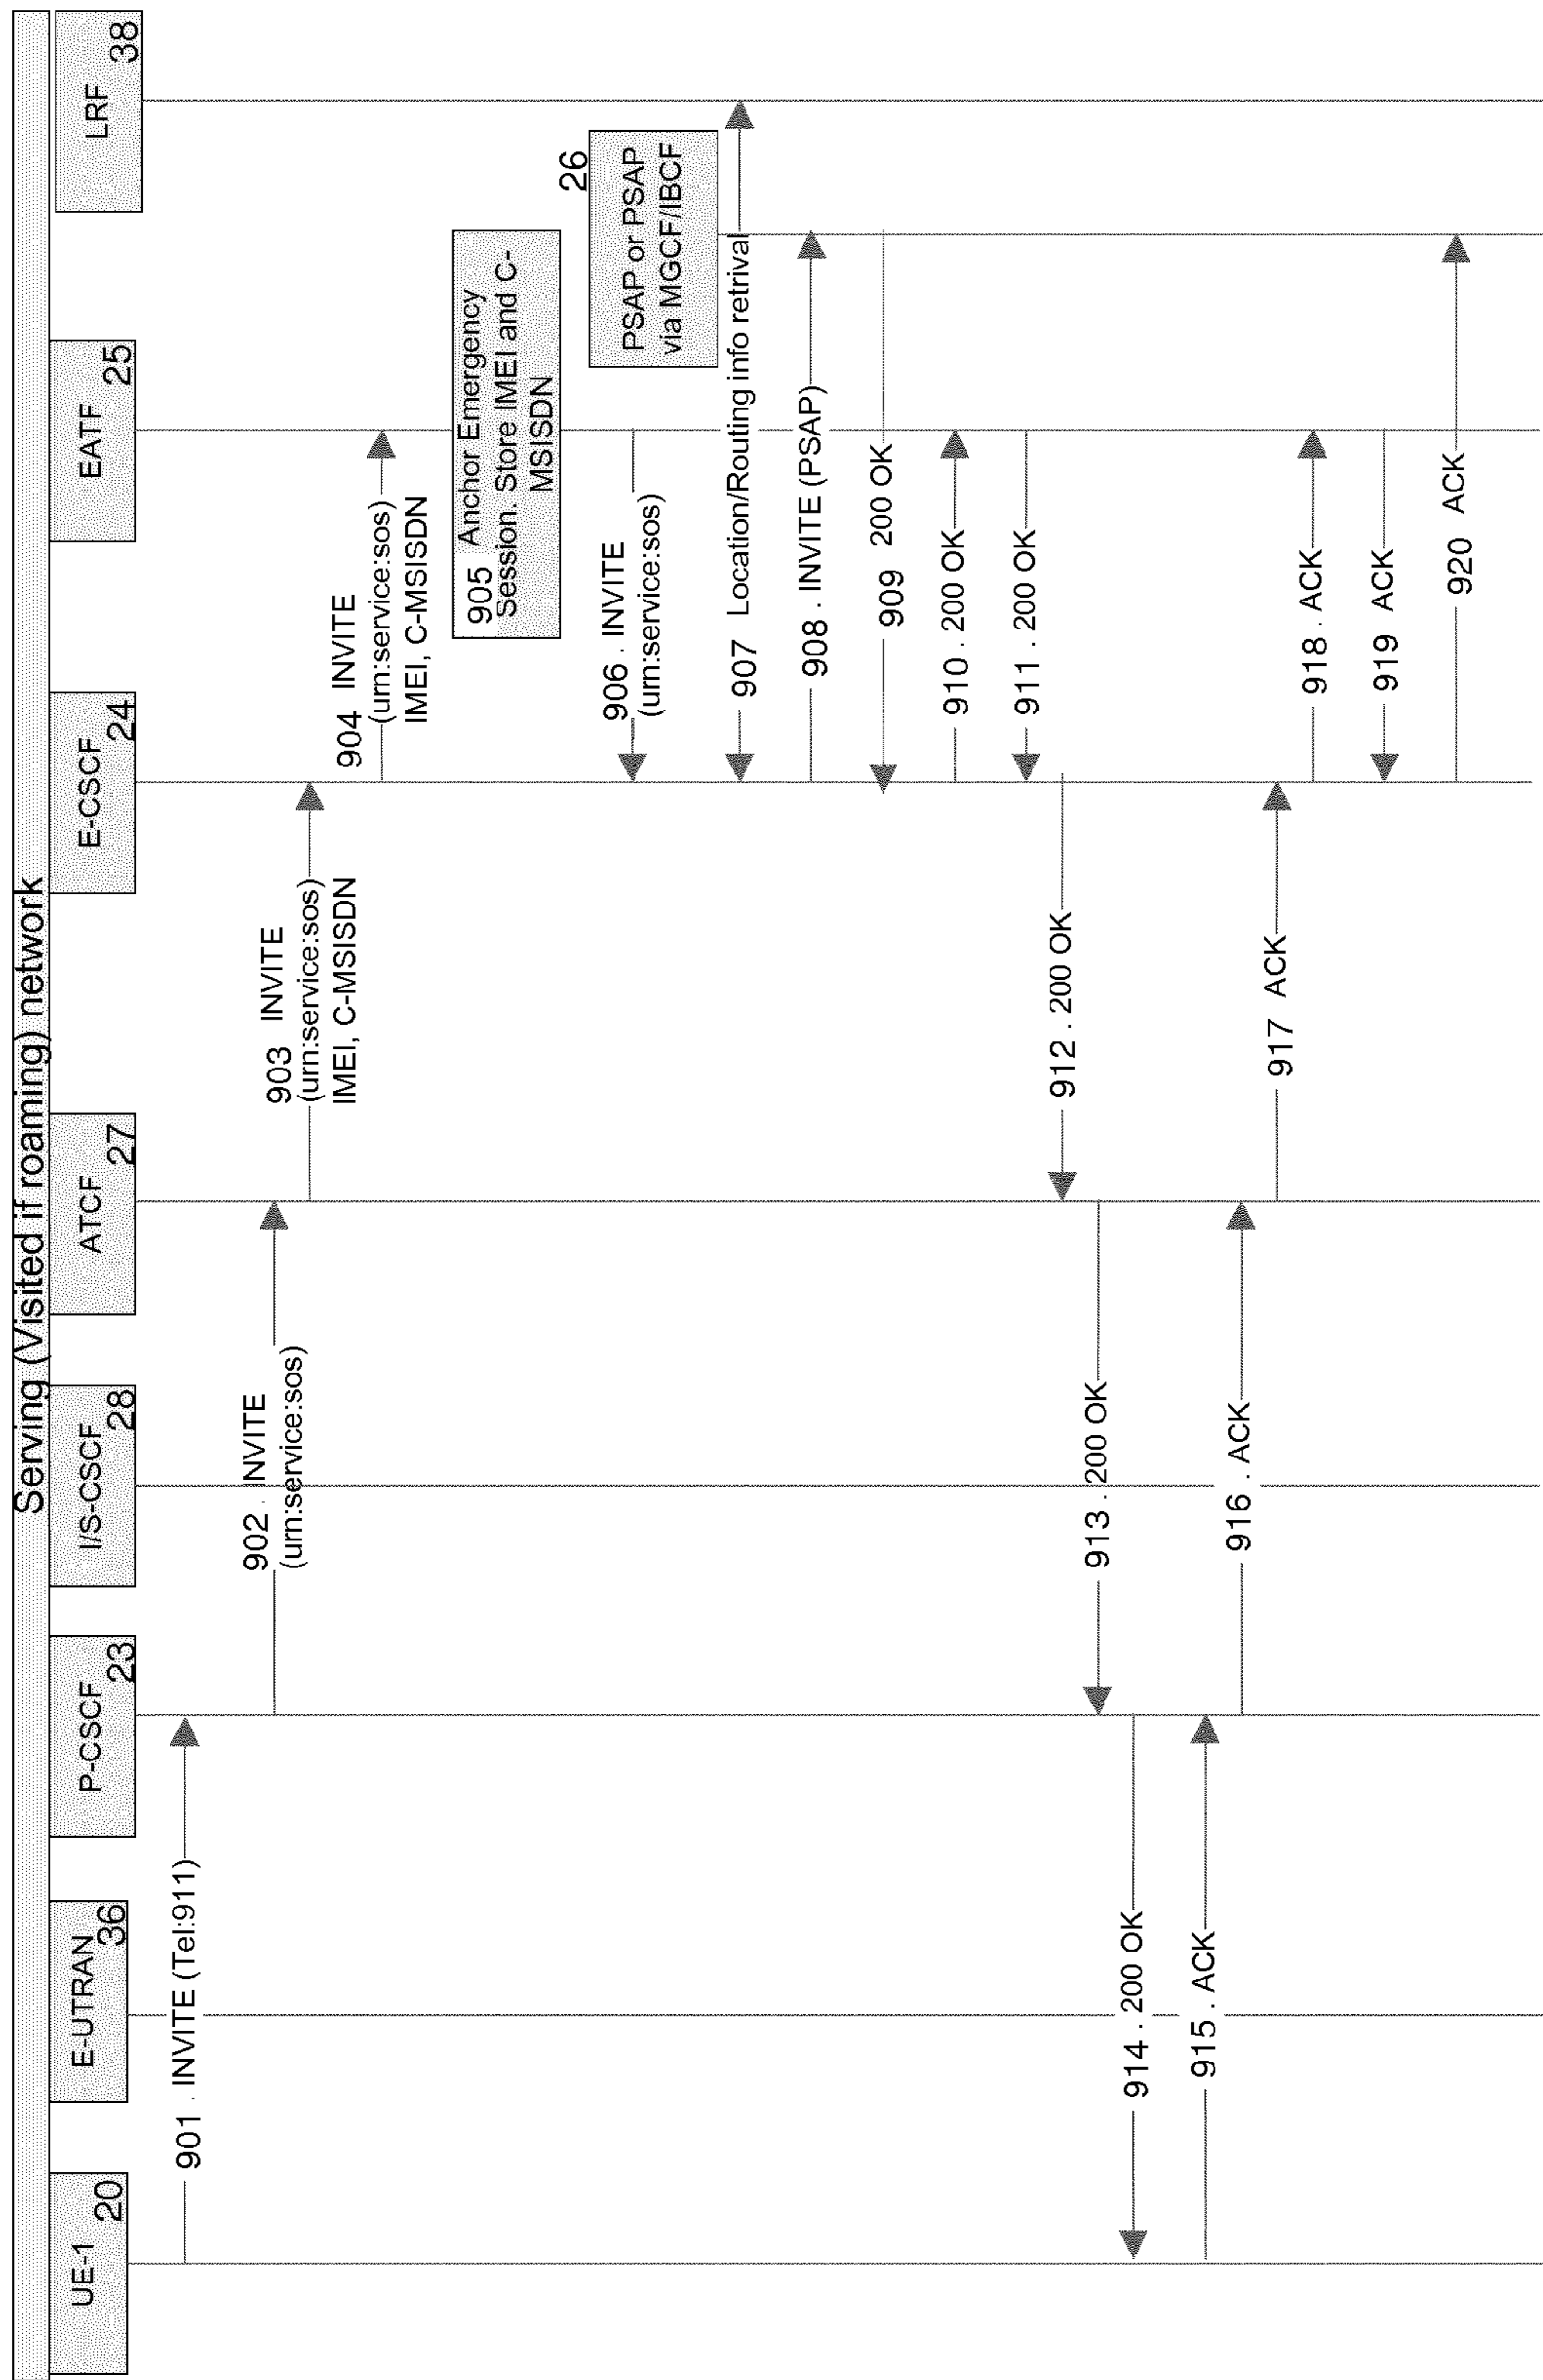 Serving (Visited if roaming) network
UE-1
20
E-UTRAN
36
P-CSCF
23
I/S-CSCF
28
ATCF
27
E-CSCF
24
EATF
25
LRF
38
901 . INVITE (Tel:911)
902 . INVITE
(urn:service:sos)
903 INVITE
(urn:service:sos)
IMEI, C-MSISDN
904 INVITE
(urn:service:sos)
IMEI, C-MSISDN
905 Anchor Emergency
Session. Store IMEI and C-
MSISDN
26
PSAP or PSAP
via MGCF/IBCF
906 . INVITE
(urn:service:sos)
907 Location/Routing info retrival
908 . INVITE (PSAP)
909 200 OK
910 . 200 OK
911 . 200 OK
912 . 200 OK
913 . 200 OK
914 . 200 OK
915 . ACK
916 . ACK
917 ACK
918 . ACK
919 ACK
920 ACK